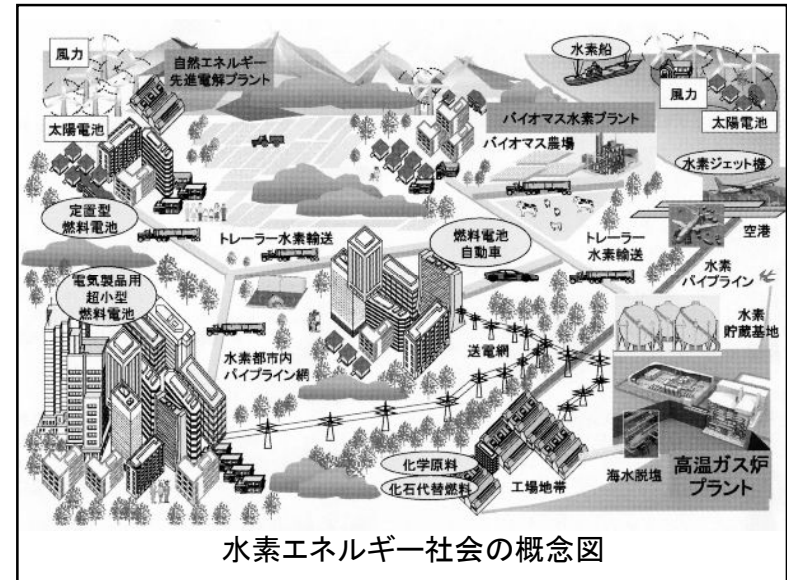 風力
自然エネルギー
先進電解プラント
太陽電池
水素船
風力
太陽電池
バイオマス水素プラント
バイオマス農場
水素ジェット機
定置型
燃料電池
トレーラー水素輸送
燃料電池
自動車
トレーラー
水素輸送
空港
水素
パイプライン
電気製品用
超小型
燃料電池
水素
貯蔵基地
水素都市内
パイプライン網
送電網
化学原料
化石代替燃料
工場地帯
海水脱塩
高温ガス炉
プラント
水素エネルギー社会の概念図